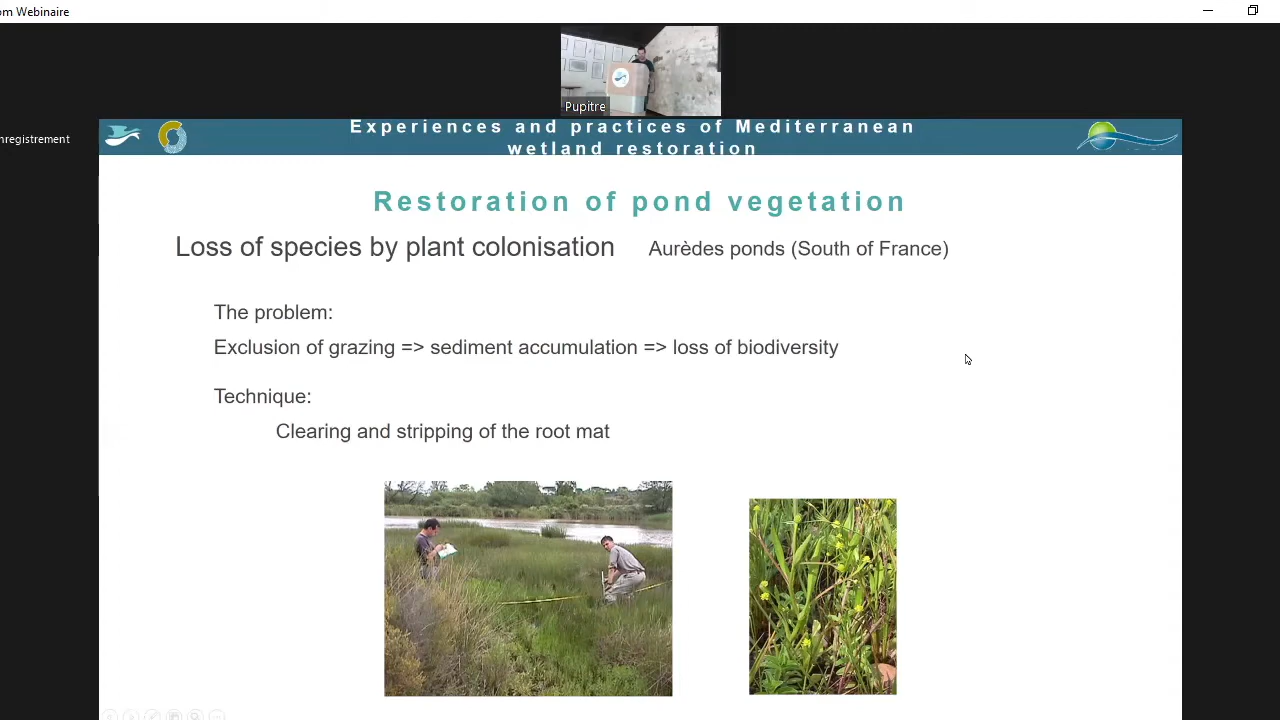 om Webinaire
Pupitre
nregistrement
Experiences and practices of Mediterranean
wetland restoration
Restoration of pond vegetation
Loss of species by plant colonisation Aurèdes ponds (South of France)
The problem:
Exclusion of grazing => sediment accumulation => loss of biodiversity
Technique:
Clearing and stripping of the root mat